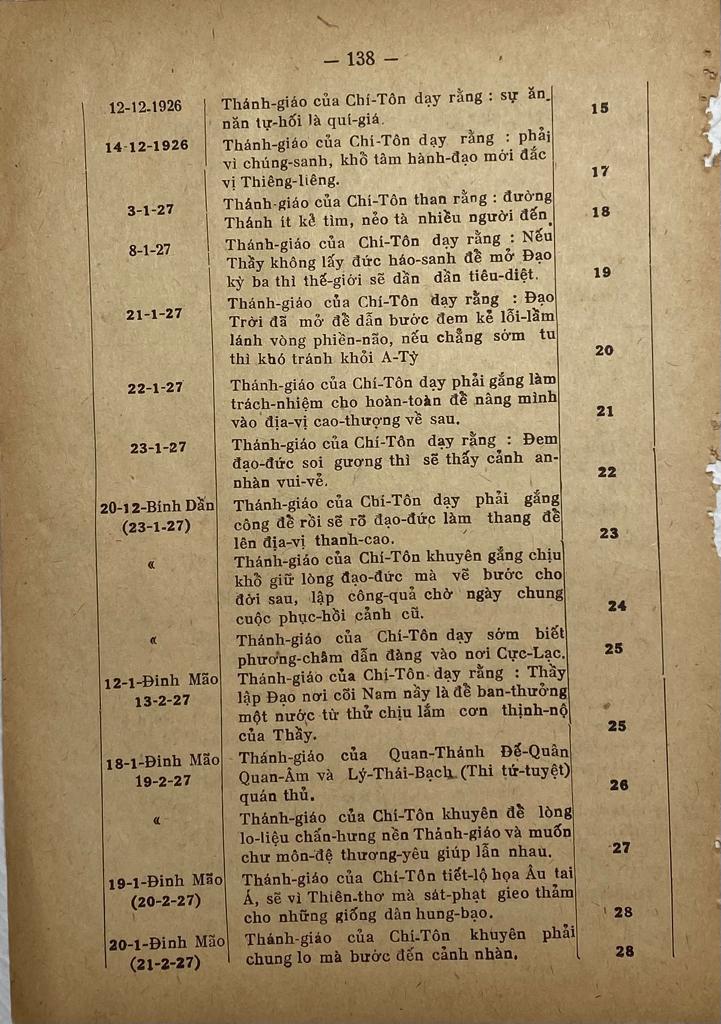 — 138 —
12-12-1926 Thánh-giáo của Chí-Tôn dạy rằng : sự ăn-
năn tự-hối là quí-giá. 15
14-12-1926 Thánh-giáo của Chí-Tôn dạy rằng : phải
vì chúng-sanh, khổ tâm hành-đạo mới đắc
vị Thiêng-liêng. 17
3-1-27 Thánh-giáo của Chí-Tôn than rằng : đường
Thánh ít kẻ tìm, nẻo tà nhiều người đến. 18
8-1-27 Thánh-giáo của Chí-Tôn dạy rằng : Nếu
Thầy không lấy đức háo-sanh để mở Đạo
kỳ ba thì thế-giới sẽ dần dần tiêu-diệt. 19
21-1-27 Thánh-giáo của Chí-Tôn dạy rằng : Đạo
Trời đã mở để dẫn bước đem kẻ lỗi-lầm
lánh vòng phiền-não, nếu chẳng sớm tu
thì khó tránh khỏi A-Tỳ 20
22-1-27 Thánh-giáo của Chí-Tôn dạy phải gắng làm
trách-nhiệm cho hoàn-toàn để nâng mình
vào địa-vị cao-thượng về sau. 21
23-1-27 Thánh-giáo của Chí-Tôn dạy rằng : Đem
đạo-đức soi gương thì sẽ thấy cảnh an-
nhàn vui-vẻ. 22
20-12-Bính Dần Thánh-giáo của Chí-Tôn dạy phải gắng
(23-1-27) công để rồi sẽ rõ đạo-đức làm thang để
lên địa-vị thanh-cao. 23
« Thánh-giáo của Chí-Tôn khuyên gắng chịu
khổ giữ lòng đạo-đức mà vẽ bước cho
đời sau, lập công-quả chờ ngày chung
cuộc phục-hồi cảnh cũ. 24
« Thánh-giáo của Chí-Tôn dạy sớm biết
phương-châm dẫn đàng vào nơi Cực-Lạc. 25
12-1-Đinh Mão Thánh-giáo của Chí-Tôn dạy rằng : Thầy
13-2-27 lập Đạo nơi cõi Nam nầy là để ban-thưởng
một nước từ thử chịu lắm cơn thịnh-nộ
của Thầy. 25
18-1-Đinh Mão Thánh-giáo của Quan-Thánh Đế-Quân
19-2-27 Quan-Âm và Lý-Thái-Bạch (Thi tứ-tuyệt)
quán thủ. 26
« Thánh-giáo của Chí-Tôn khuyên để lòng
lo-liệu chấn-hưng nền Thánh-giáo và muốn
chư môn-đệ thương-yêu giúp lẫn nhau. 27
19-1-Đinh Mão Thánh-giáo của Chí-Tôn tiết-lộ họa Âu tai
(20-2-27) Á, sẽ vì Thiên-thơ mà sát-phạt gieo thảm
cho những giống dân hung-bạo. 28
20-1-Đinh Mão Thánh-giáo của Chí-Tôn khuyên phải
(21-2-27) chung lo mà bước đến cảnh nhàn. 28